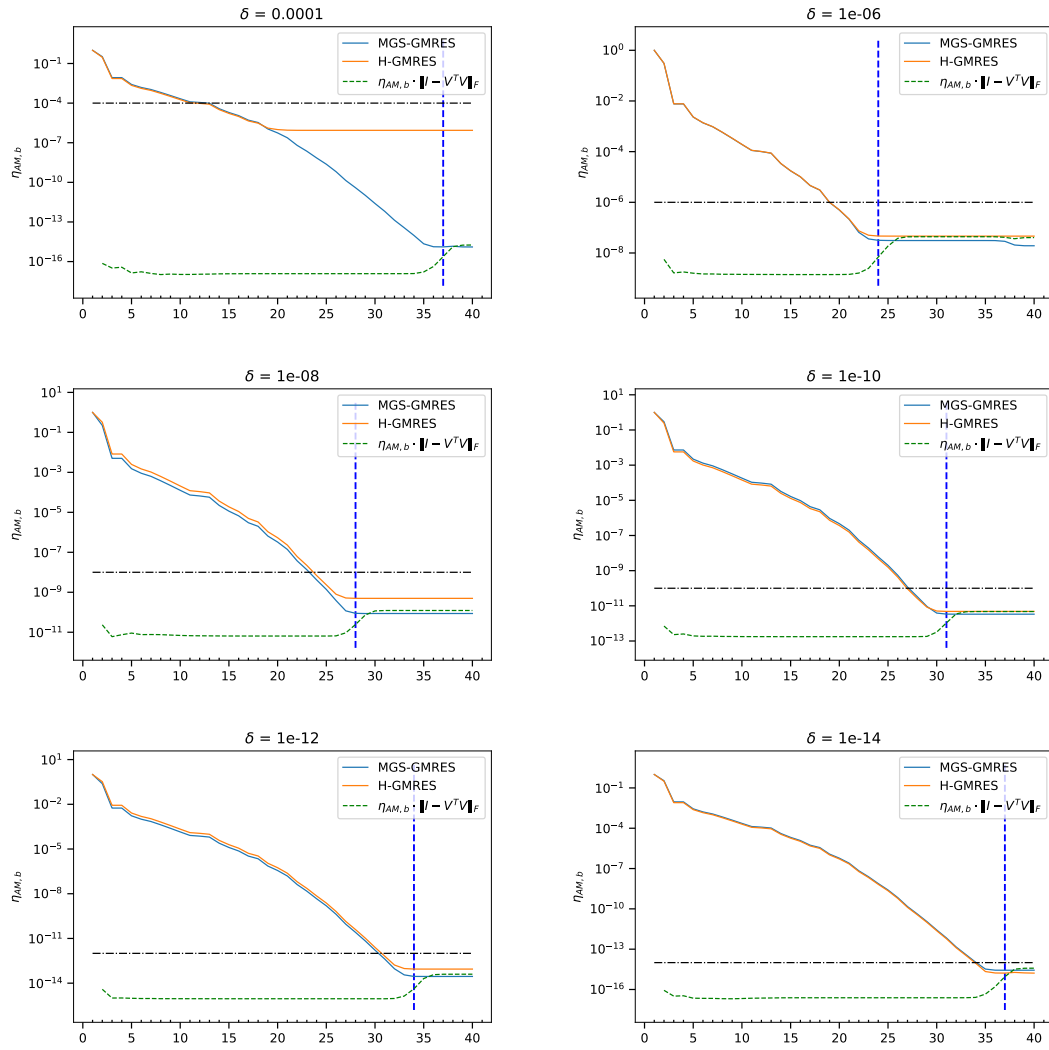 δ = 0.0001
MGS-GMRES
H-GMRES
η_{AM,b} · ‖I − V^T V‖_F
η_{AM,b}
10^{-1}
10^{-4}
10^{-7}
10^{-10}
10^{-13}
10^{-16}
0 5 10 15 20 25 30 35 40
δ = 1e-06
MGS-GMRES
H-GMRES
η_{AM,b} · ‖I − V^T V‖_F
η_{AM,b}
10^{0}
10^{-2}
10^{-4}
10^{-6}
10^{-8}
0 5 10 15 20 25 30 35 40
δ = 1e-08
MGS-GMRES
H-GMRES
η_{AM,b} · ‖I − V^T V‖_F
η_{AM,b}
10^{1}
10^{-1}
10^{-3}
10^{-5}
10^{-7}
10^{-9}
10^{-11}
0 5 10 15 20 25 30 35 40
δ = 1e-10
MGS-GMRES
H-GMRES
η_{AM,b} · ‖I − V^T V‖_F
η_{AM,b}
10^{1}
10^{-1}
10^{-3}
10^{-5}
10^{-7}
10^{-9}
10^{-11}
10^{-13}
0 5 10 15 20 25 30 35 40
δ = 1e-12
MGS-GMRES
H-GMRES
η_{AM,b} · ‖I − V^T V‖_F
η_{AM,b}
10^{1}
10^{-2}
10^{-5}
10^{-8}
10^{-11}
10^{-14}
0 5 10 15 20 25 30 35 40
δ = 1e-14
MGS-GMRES
H-GMRES
η_{AM,b} · ‖I − V^T V‖_F
η_{AM,b}
10^{-1}
10^{-4}
10^{-7}
10^{-10}
10^{-13}
10^{-16}
0 5 10 15 20 25 30 35 40